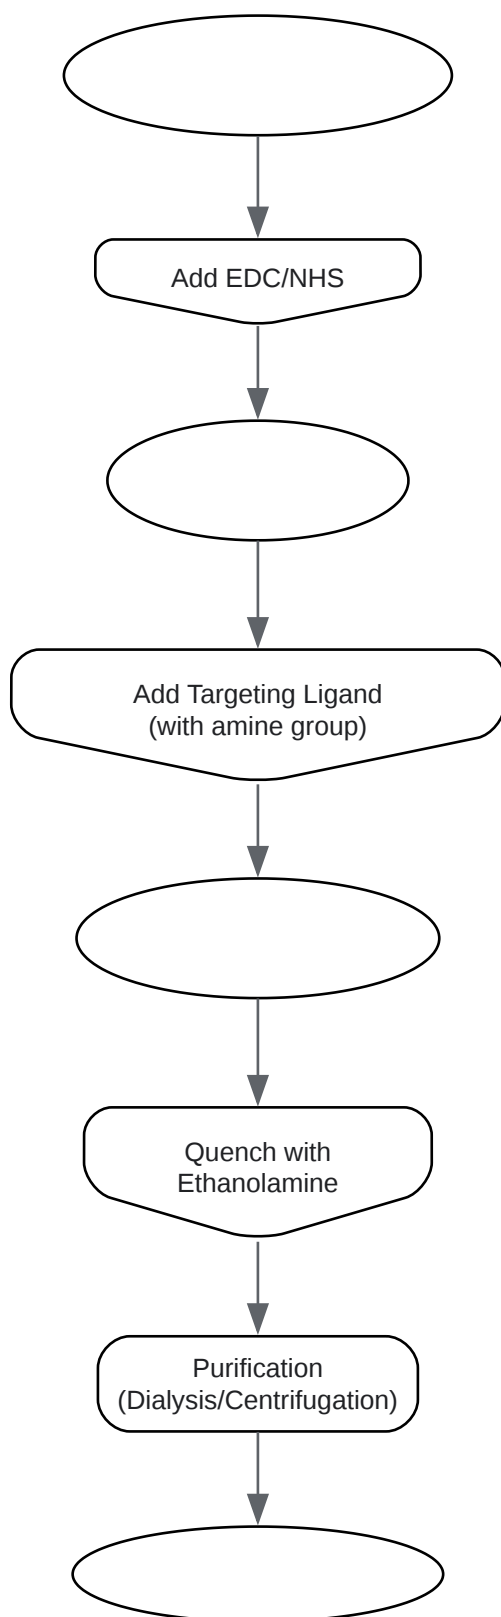 Add EDC/NHS
Add Targeting Ligand
(with amine group)
Quench with
Ethanolamine
Purification
(Dialysis/Centrifugation)